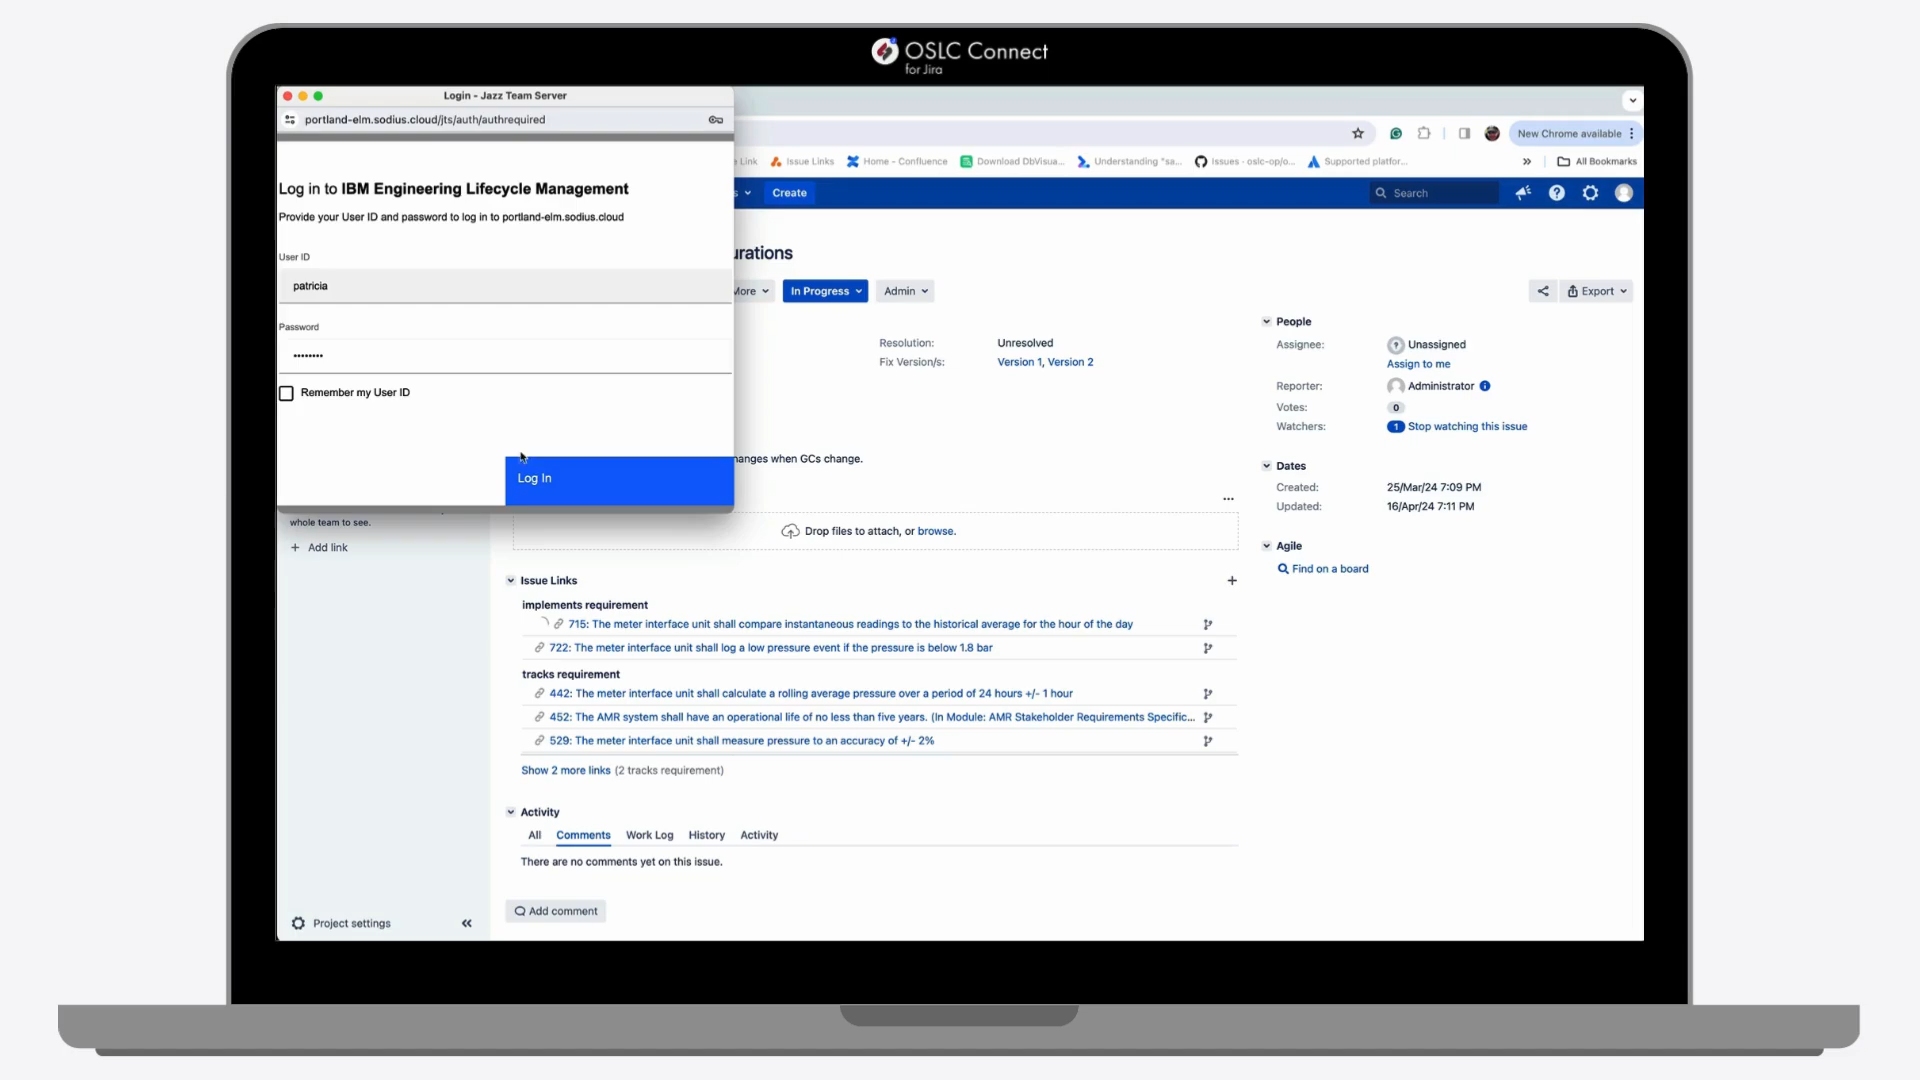 OSLC Connect
for Jira
Login - Jazz Team Server
portland-elm.sodius.cloud/jts/auth/authrequired
Log in to IBM Engineering Lifecycle Management
Provide your User ID and password to log in to portland-elm.sodius.cloud
User ID
patricia
Password
••••••••
Remember my User ID
Log In
New Chrome available
Link
Issue Links
Home - Confluence
Download DbVisua...
Understanding "sa...
Issues · oslc-op/o...
Supported platfor...
»
All Bookmarks
s
Create
Search
urations
More
In Progress
Admin
Export
Resolution: Unresolved
Fix Version/s: Version 1, Version 2
hanges when GCs change.
Drop files to attach, or browse.
People
Assignee: Unassigned
Assign to me
Reporter: Administrator
Votes: 0
Watchers: 1 Stop watching this issue
Dates
Created: 25/Mar/24 7:09 PM
Updated: 16/Apr/24 7:11 PM
Agile
Find on a board
whole team to see.
+ Add link
Issue Links
implements requirement
715: The meter interface unit shall compare instantaneous readings to the historical average for the hour of the day
722: The meter interface unit shall log a low pressure event if the pressure is below 1.8 bar
tracks requirement
442: The meter interface unit shall calculate a rolling average pressure over a period of 24 hours +/- 1 hour
452: The AMR system shall have an operational life of no less than five years. (In Module: AMR Stakeholder Requirements Specific...
529: The meter interface unit shall measure pressure to an accuracy of +/- 2%
Show 2 more links (2 tracks requirement)
Activity
All Comments Work Log History Activity
There are no comments yet on this issue.
Add comment
Project settings